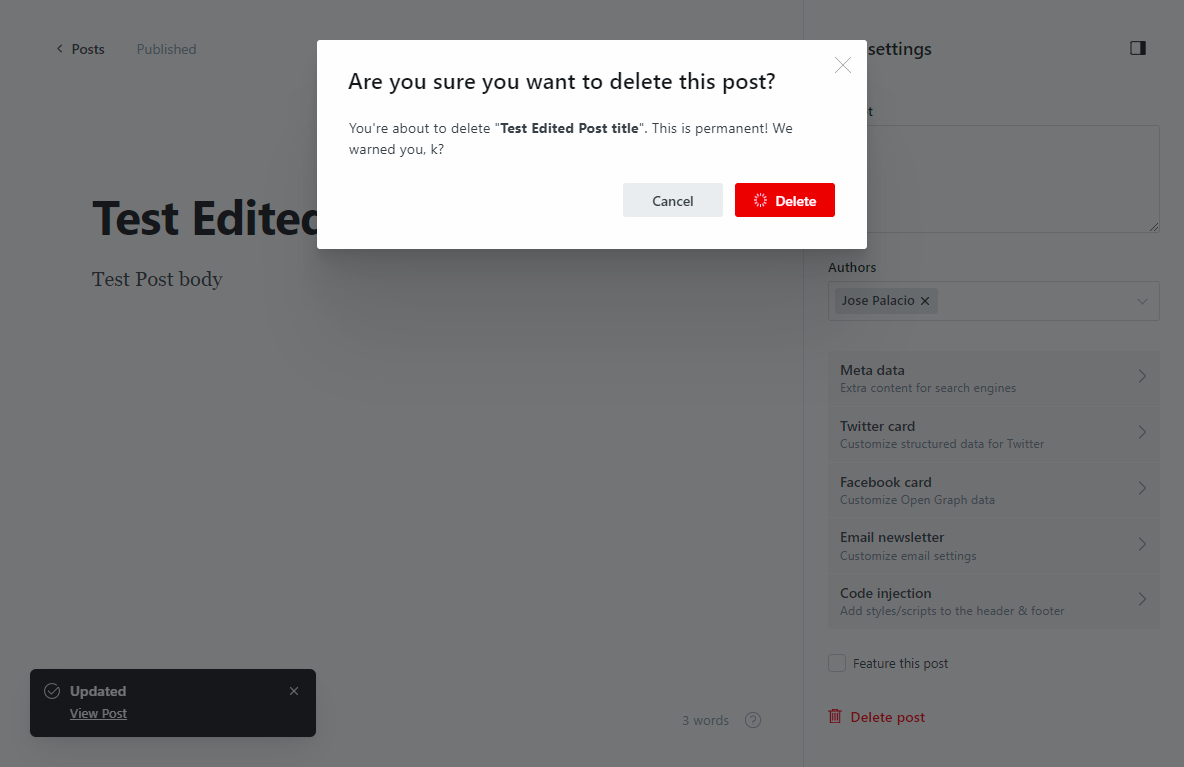 Posts
Published
settings
Are you sure you want to delete this post?
You're about to delete "Test Edited Post title". This is permanent! We
warned you, k?
Cancel
Delete
Test Edited
Test Post body
Authors
Jose Palacio
Meta data
Extra content for search engines
Twitter card
Customize structured data for Twitter
Facebook card
Customize Open Graph data
Email newsletter
Customize email settings
Code injection
Add styles/scripts to the header & footer
Feature this post
Delete post
Updated
View Post
3 words